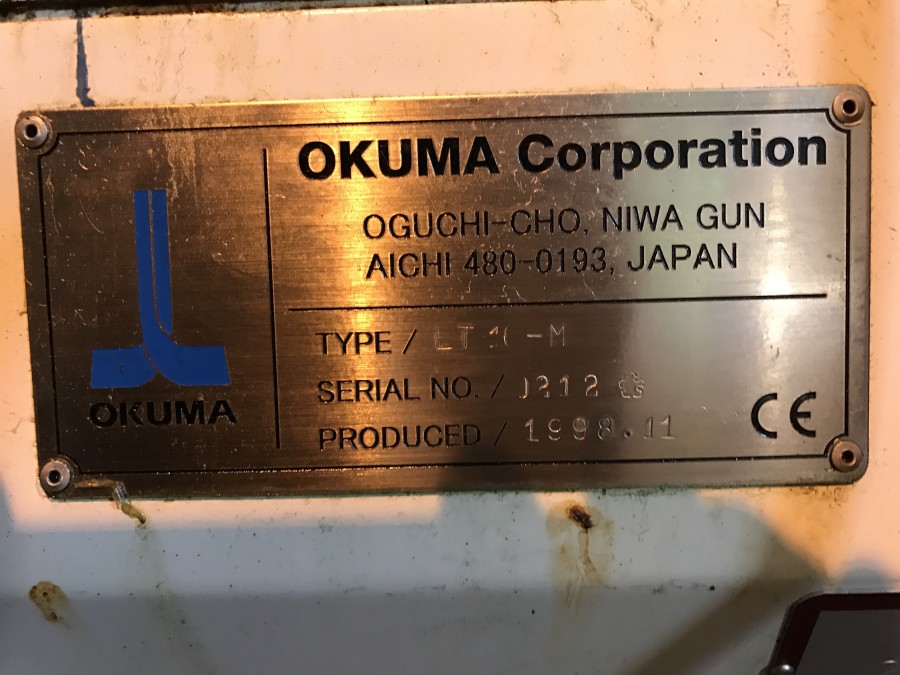 OKUMA
OKUMA Corporation
OGUCHI-CHO, NIWA GUN
AICHI 480-0193, JAPAN
TYPE /
SERIAL NO. /
PRODUCED / 1998.11
CE